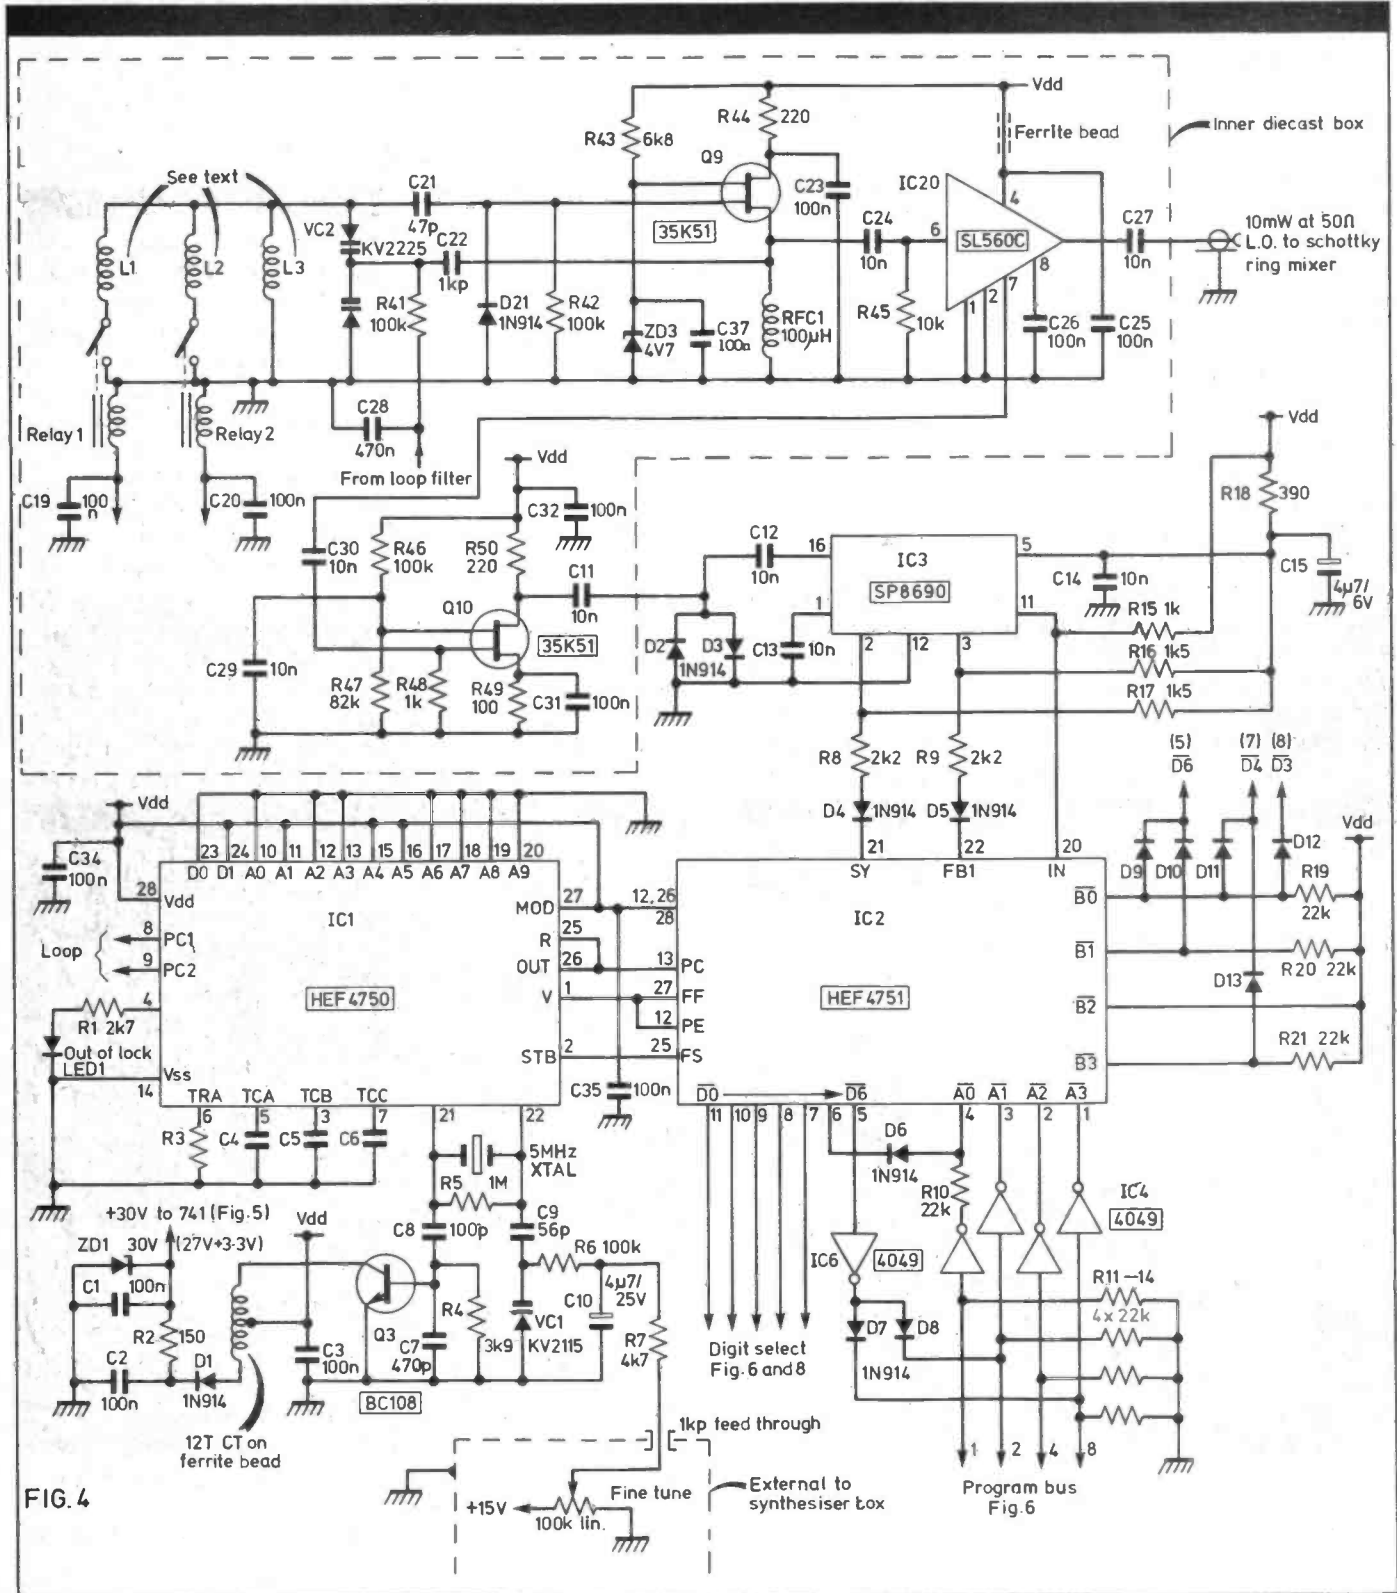 Vdd
R44
220
R43
6k8
Ferrite bead
Inner diecast box
Q9
See text
C21
47p
IC20
4
C23
100n
C24
10n
6
SL560C
C27
10n
10mW at 50Ω
L.O. to schottky
ring mixer
VC2
KV2225
C22
1kp
35K51
8
7
L1
L2
L3
R41
100k
D21
1N914
R42
100k
ZD3
4V7
C37
100n
RFC1
100µH
R45
10k
1
2
C26
100n
C25
100n
Relay 1
Relay 2
C28
470n
From loop filter
Vdd
Vdd
C19
100
n
C20
100n
C32
100n
R18
390
C30
10n
R46
100k
R50
220
C11
10n
C12
10n
16
IC3
5
SP8690
C14
10n
C15
4µ7/
6V
1
11
R15 1k
Q10
35K51
D2
D3
1N914
C13
10n
2
12
3
R16 1k5
R17 1k5
C29
10n
R47
82k
R48
1k
R49
100
C31
100n
R8
2k2
R9
2k2
(5)
D6
(7)
D4
(8)
D3
D4
1N914
D5
1N914
Vdd
Vdd
C34
100n
23
24
10
11
12
13
15
16
17
18
19
20
D0
D1
A0
A1
A2
A3
A4
A5
A6
A7
A8
A9
21
22
20
SY
FB1
IN
D9
D10
D11
D12
28
Vdd
IC1
MOD
27
12,26
28
IC2
B0
R19
22k
Loop
8
PC1
9
PC2
R
25
OUT
26
13
PC
B1
R20 22k
HEF4750
V
1
27
FF
HEF4751
D13
4
R1 2k7
12
PE
B2
Out of lock
LED1
STB
2
25
FS
R21 22k
Vss
14
C35
100n
B3
TRA
TCA
TCB
TCC
D0
D6
A0
A1
A2
A3
6
5
3
7
21
22
11
10
9
8
7
6
5
4
3
2
1
R3
C4
C5
C6
5MHz
XTAL
R5
1M
D6
1N914
R10
22k
IC4
4049
+30V to 741 (Fig.5)
ZD1
30V
(27V+3·3V)
Vdd
C8
100p
C9
56p
R6 100k
IC6
4049
C1
100n
4µ7/
25V
R11–14
4x 22k
R2
150
Q3
R4
3k9
VC1
KV2115
C10
R7
4k7
D7
D8
1N914
C2
100n
D1
1N914
C3
100n
C7
470p
BC108
Digit select
Fig. 6 and 8
12T CT on
ferrite bead
1kp feed through
1
2
4
8
Program bus
Fig.6
FIG.4
+15V
Fine tune
100k lin.
External to
synthesiser box